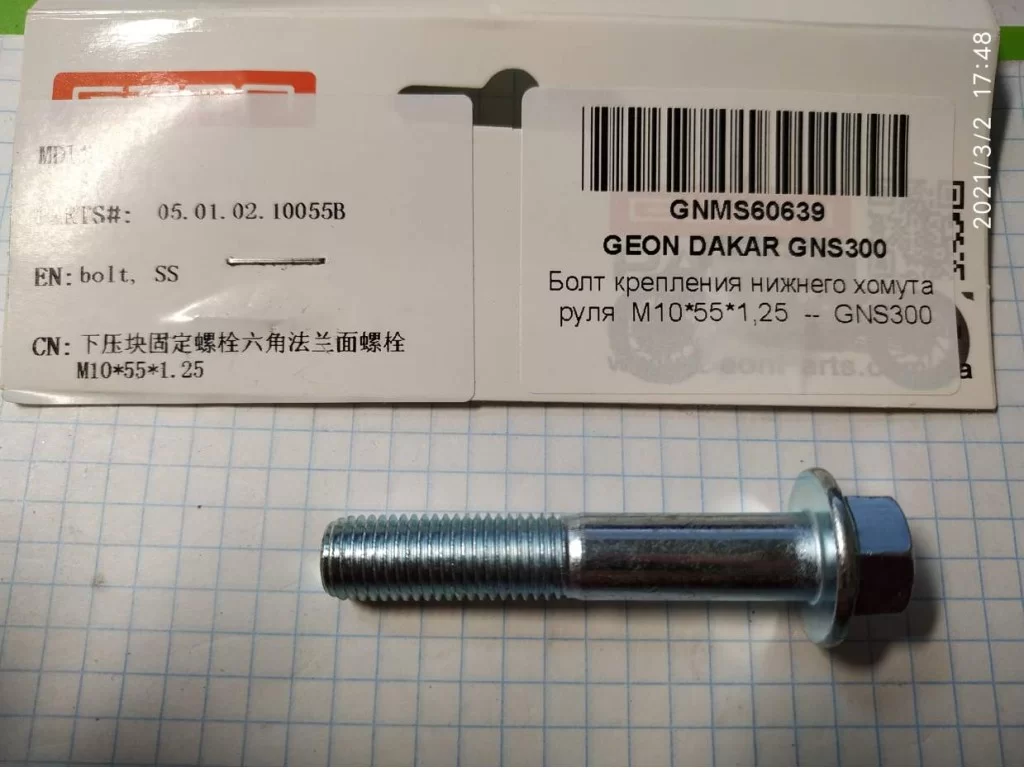 05.01.02.10055B
EN: bolt, SS
CN: 下压块固定螺栓六角法兰面螺栓
M10*55*1.25
GNMS60639
GEON DAKAR GNS300
Болт крепления нижнего хомута
руля M10*55*1,25 -- GNS300
2021/3/2 17:48